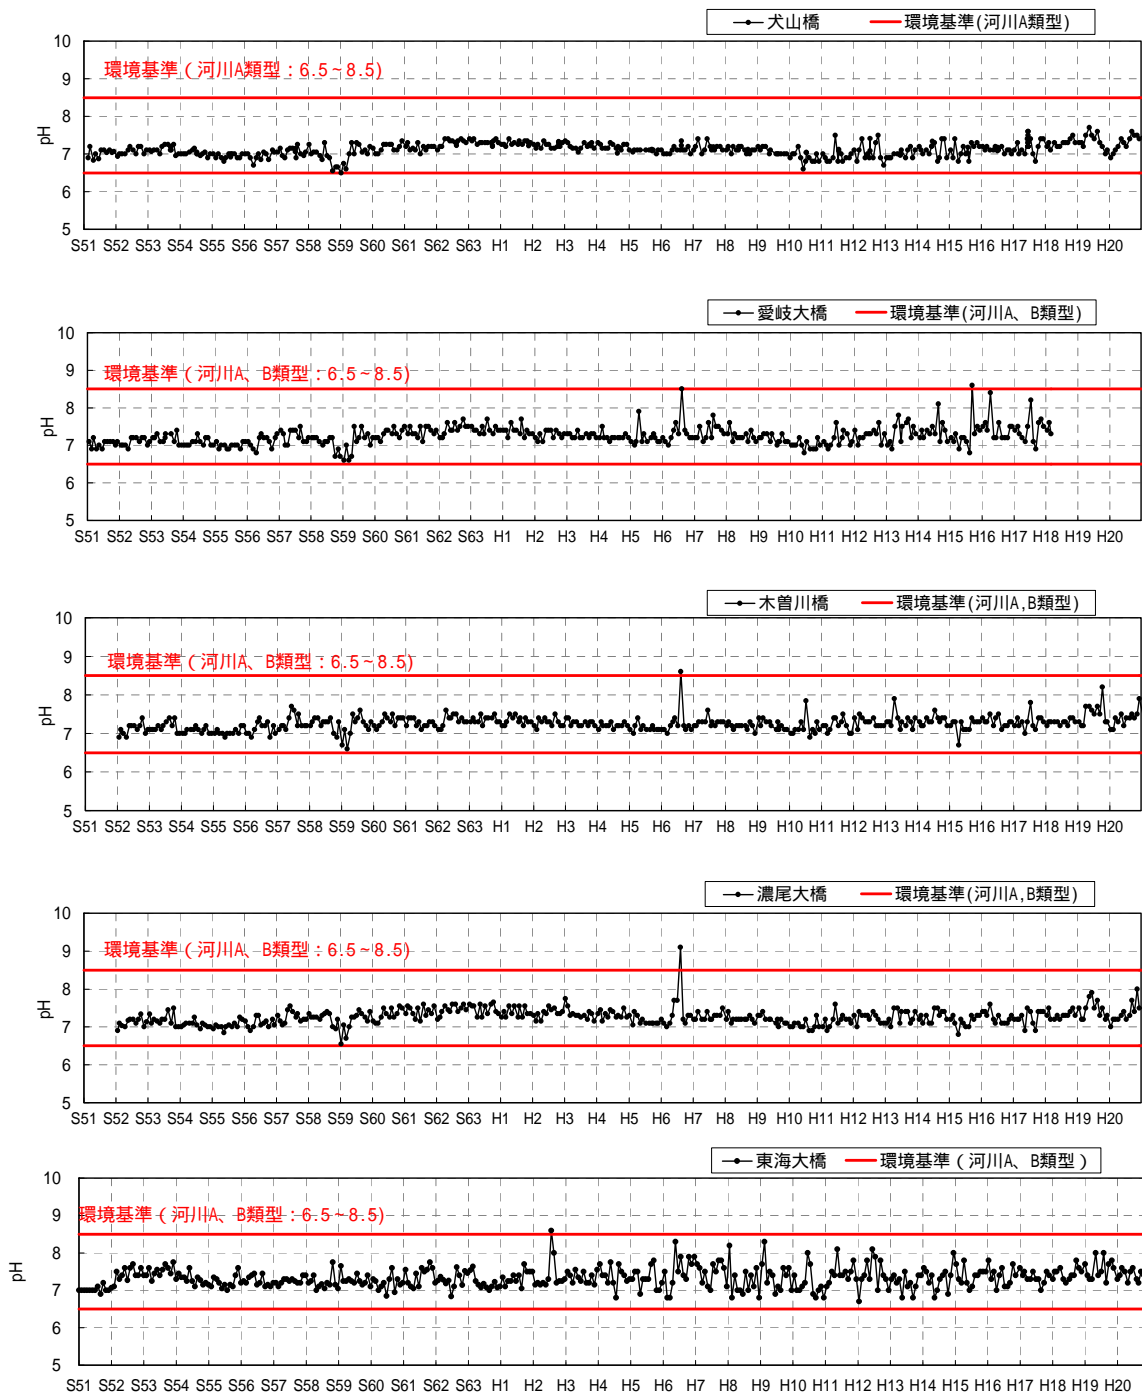 犬山橋 環境基準(河川A類型)
10
環境基準（河川A類型：6.5~8.5)
9
8
pH
7
6
5
S51 S52 S53 S54 S55 S56 S57 S58 S59 S60 S61 S62 S63 H1 H2 H3 H4 H5 H6 H7 H8 H9 H10 H11 H12 H13 H14 H15 H16 H17 H18 H19 H20
愛岐大橋 環境基準(河川A、B類型)
10
環境基準（河川A、B類型：6.5~8.5)
9
8
pH
7
6
5
S51 S52 S53 S54 S55 S56 S57 S58 S59 S60 S61 S62 S63 H1 H2 H3 H4 H5 H6 H7 H8 H9 H10 H11 H12 H13 H14 H15 H16 H17 H18 H19 H20
木曽川橋 環境基準(河川A,B類型)
10
環境基準（河川A、B類型：6.5~8.5)
9
8
pH
7
6
5
S51 S52 S53 S54 S55 S56 S57 S58 S59 S60 S61 S62 S63 H1 H2 H3 H4 H5 H6 H7 H8 H9 H10 H11 H12 H13 H14 H15 H16 H17 H18 H19 H20
濃尾大橋 環境基準(河川A,B類型)
10
環境基準（河川A、B類型：6.5~8.5)
9
8
pH
7
6
5
S51 S52 S53 S54 S55 S56 S57 S58 S59 S60 S61 S62 S63 H1 H2 H3 H4 H5 H6 H7 H8 H9 H10 H11 H12 H13 H14 H15 H16 H17 H18 H19 H20
東海大橋 環境基準（河川A、B類型）
10
環境基準（河川A、B類型：6.5~8.5)
9
8
pH
7
6
5
S51 S52 S53 S54 S55 S56 S57 S58 S59 S60 S61 S62 S63 H1 H2 H3 H4 H5 H6 H7 H8 H9 H10 H11 H12 H13 H14 H15 H16 H17 H18 H19 H20